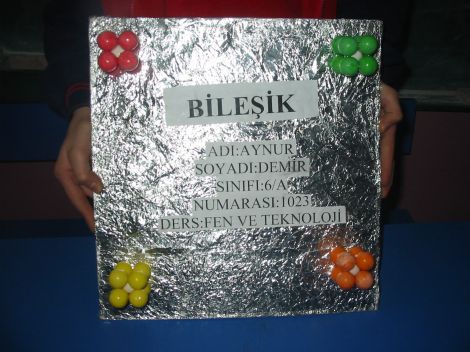 BİLEŞİK
ADI:AYNUR
SOYADI:DEMİR
SINIFI:6/A
NUMARASI:1023
DERS:FEN VE TEKNOLOJİ